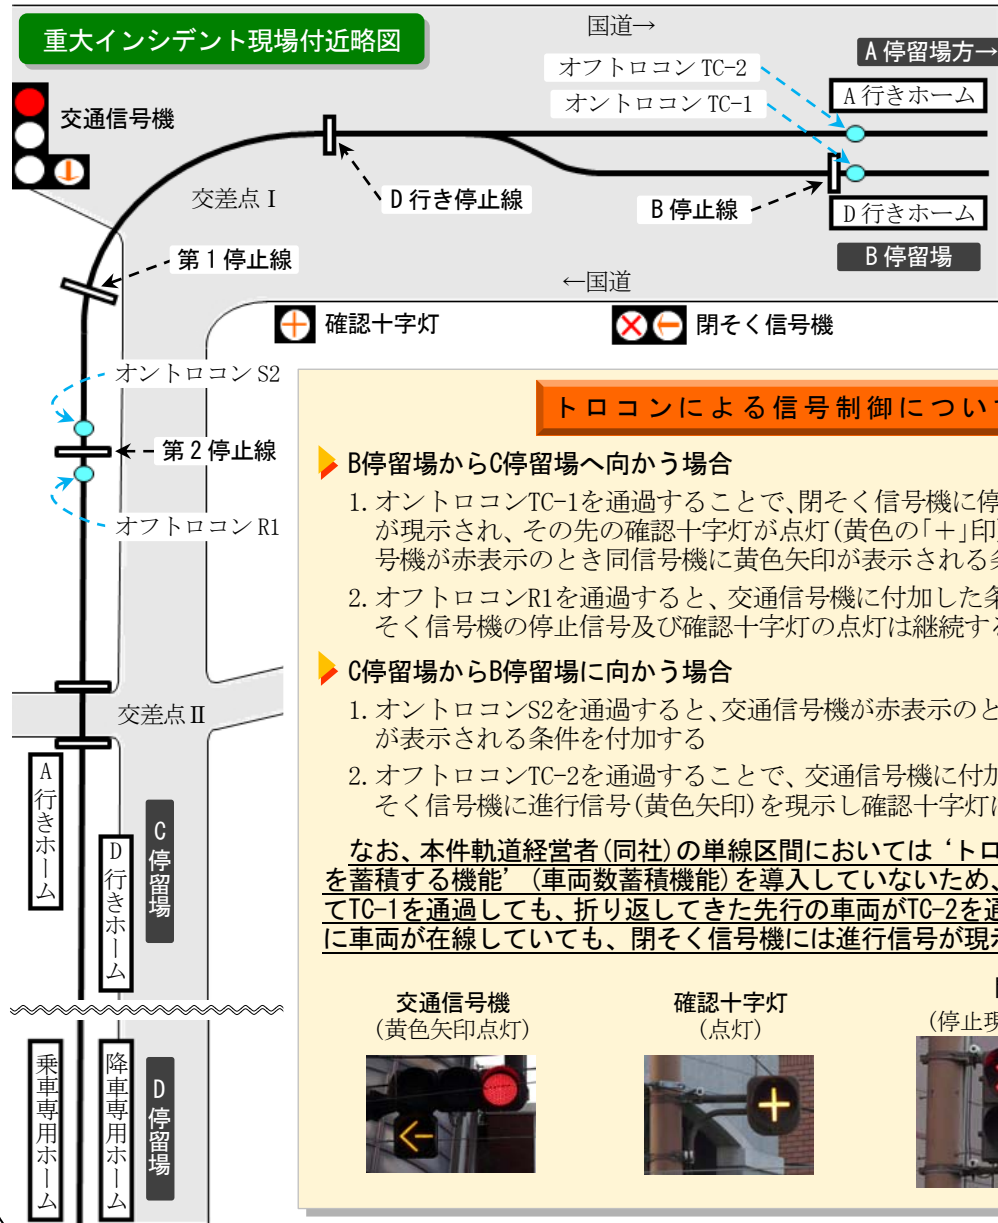 重大インシデント現場付近略図
国道→
A 停留場方→
オフトロコン TC-2
オントロコン TC-1
A 行きホーム
交通信号機
交差点Ⅰ
D 行き停止線
B 停止線
D 行きホーム
B 停留場
第1停止線
←国道
確認十字灯
閉そく信号機
オントロコン S2
第2停止線
オフトロコン R1
交差点Ⅱ
A行きホーム
D行きホーム
C停留場
乗車専用ホーム
降車専用ホーム
D停留場
トロコンによる信号制御につい
B停留場からC停留場へ向かう場合
1. オントロコンTC-1を通過することで、閉そく信号機に停
が現示され、その先の確認十字灯が点灯(黄色の「＋」印
号機が赤表示のとき同信号機に黄色矢印が表示される条
2. オフトロコンR1を通過すると、交通信号機に付加した条
そく信号機の停止信号及び確認十字灯の点灯は継続する
C停留場からB停留場に向かう場合
1. オントロコンS2を通過すると、交通信号機が赤表示のと
が表示される条件を付加する
2. オフトロコンTC-2を通過することで、交通信号機に付加
そく信号機に進行信号(黄色矢印)を現示し確認十字灯は
なお、本件軌道経営者(同社)の単線区間においては‘トロ
を蓄積する機能’(車両数蓄積機能)を導入していないため、
てTC-1を通過しても、折り返してきた先行の車両がTC-2を通
に車両が在線していても、閉そく信号機には進行信号が現示
交通信号機
(黄色矢印点灯)
確認十字灯
(点灯)
(停止現